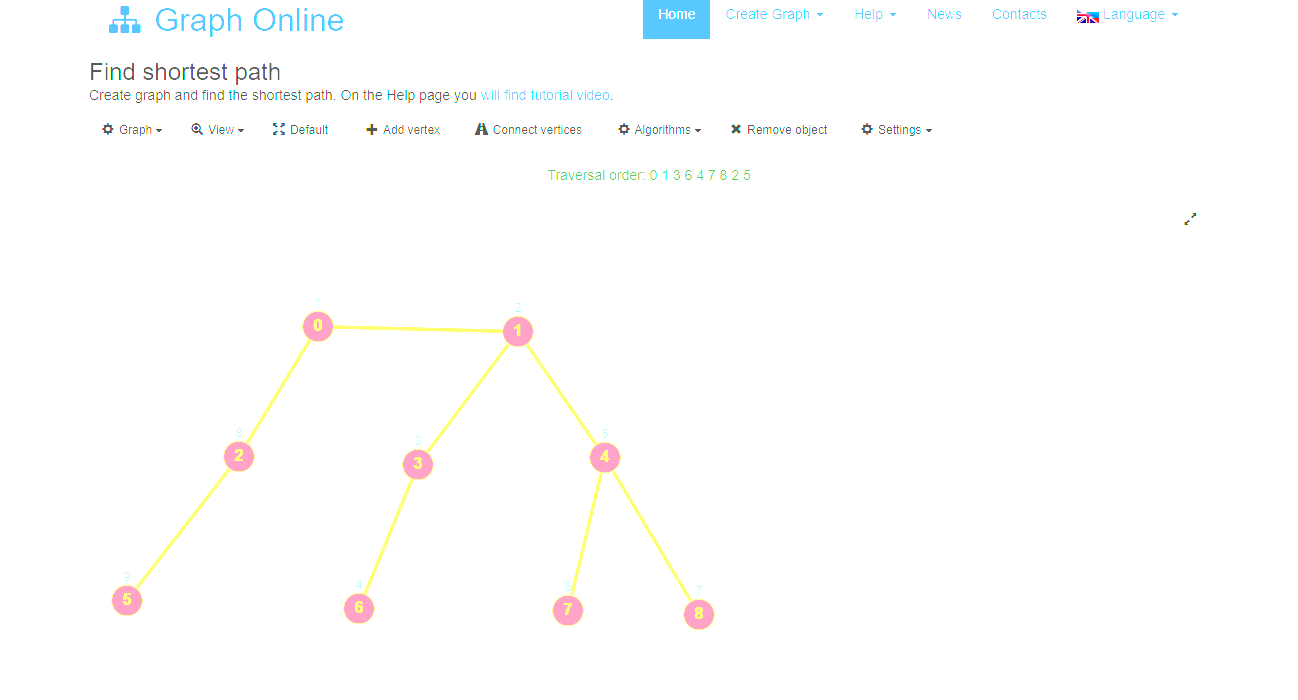 Graph Online
Home Create Graph Help News Contacts Language
Find shortest path
Create graph and find the shortest path. On the Help page you will find tutorial video.
Graph View Default Add vertex Connect vertices Algorithms Remove object Settings
Traversal order: 0 1 3 6 4 7 8 2 5
1 2
0 1
8 3 5
2 3 4
9 4 6 7
5 6 7 8